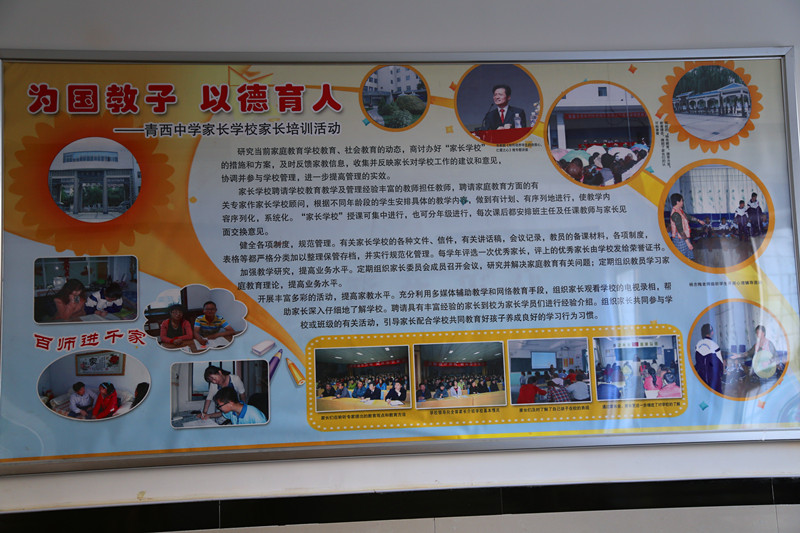 为国教子 以德育人
——青西中学家长学校家长培训活动
研究当前家庭教育学校教育、社会教育的动态，商讨办好“家长学校”
的措施和方案，及时反馈家教信息，收集并反映家长对学校工作的建议和意见，
协调并参与学校管理，进一步提高管理的实效。
家长学校聘请学校教育教学及管理经验丰富的教师担任教师，聘请家庭教育方面的有
关专家作家长学校顾问，根据不同年龄段的学生安排具体的教学内容，做到有计划、有序列地进行，使教学内
容序列化，系统化。“家长学校”授课可集中进行，也可分年级进行，每次课后都安排班主任及任课教师与家长见
面交换意见。
健全各项制度，规范管理。有关家长学校的各种文件、信件，有关讲话稿，会议记录，教员的备课材料，各项制度，
表格等都严格分类加以整理保管存档，并实行规范化管理。每学年评选一次优秀家长，评上的优秀家长由学校发给荣誉证书。
加强教学研究，提高业务水平。定期组织家长委员会成员召开会议，研究并解决家庭教育有关问题；定期组织教员学习家
庭教育理论，提高业务水平。
开展丰富多彩的活动，提高家教水平。充分利用多媒体辅助教学和网络教育手段，组织家长观看学校的电视录相，帮
助家长深入仔细地了解学校。聘请具有丰富经验的家长到校为家长学员们进行经验介绍。组织家长共同参与学
校或班级的有关活动，引导家长配合学校共同教育好孩子养成良好的学习行为习惯。
百师进千家